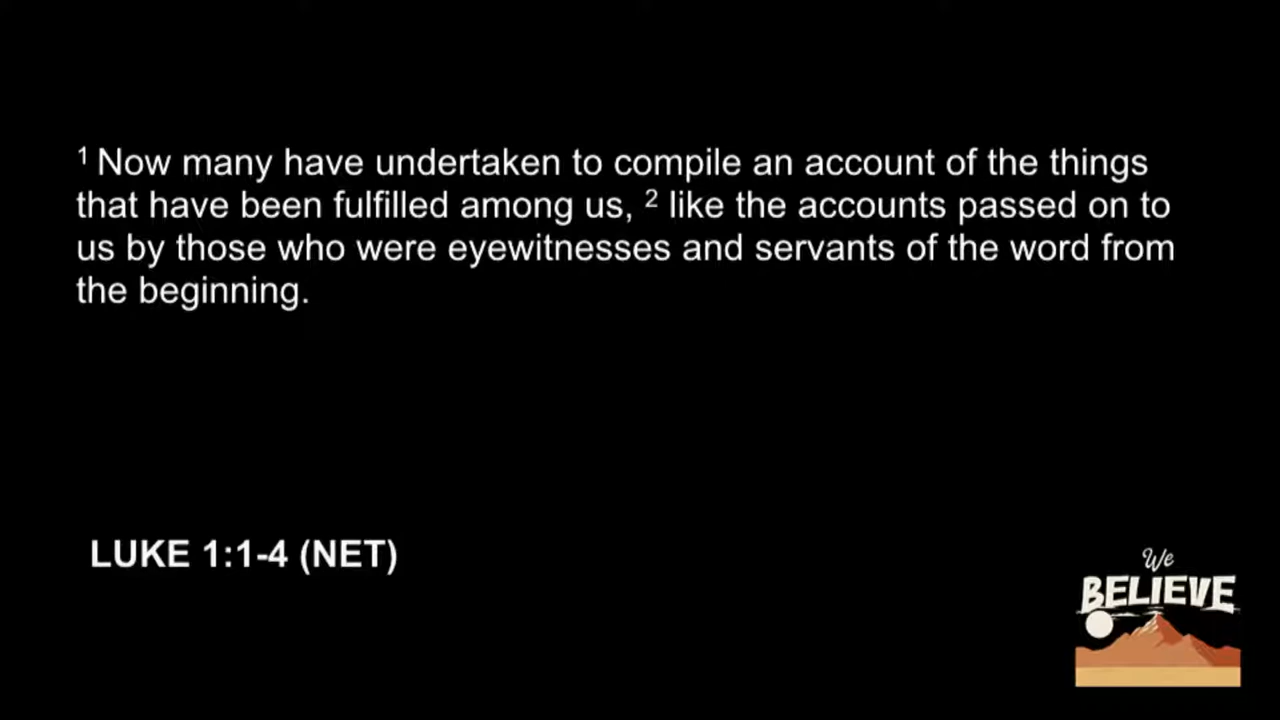 ¹ Now many have undertaken to compile an account of the things
that have been fulfilled among us, ² like the accounts passed on to
us by those who were eyewitnesses and servants of the word from
the beginning.
LUKE 1:1-4 (NET)
We
BELIEVE